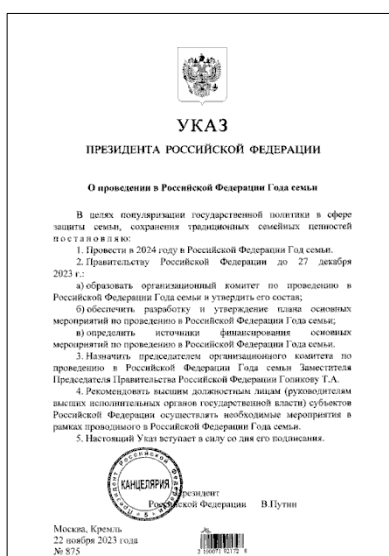 УКАЗ
ПРЕЗИДЕНТА РОССИЙСКОЙ ФЕДЕРАЦИИ
О проведении в Российской Федерации Года семьи
В целях популяризации государственной политики в сфере
защиты семьи, сохранения традиционных семейных ценностей
постановляю:
1. Провести в 2024 году в Российской Федерации Год семьи.
2. Правительству Российской Федерации до 27 декабря
2023 г.:
а) образовать организационный комитет по проведению в
Российской Федерации Года семьи и утвердить его состав;
б) обеспечить разработку и утверждение плана основных
мероприятий по проведению в Российской Федерации Года семьи;
в) определить источники финансирования основных
мероприятий по проведению в Российской Федерации Года семьи.
3. Назначить председателем организационного комитета по
проведению в Российской Федерации Года семьи Заместителя
Председателя Правительства Российской Федерации Голикову Т.А.
4. Рекомендовать высшим должностным лицам (руководителям
высших исполнительных органов государственной власти) субъектов
Российской Федерации осуществлять необходимые мероприятия в
рамках проводимого в Российской Федерации Года семьи.
5. Настоящий Указ вступает в силу со дня его подписания.
КАНЦЕЛЯРИЯ
Президент
Российской Федерации В.Путин
Москва, Кремль
22 ноября 2023 года
№ 875